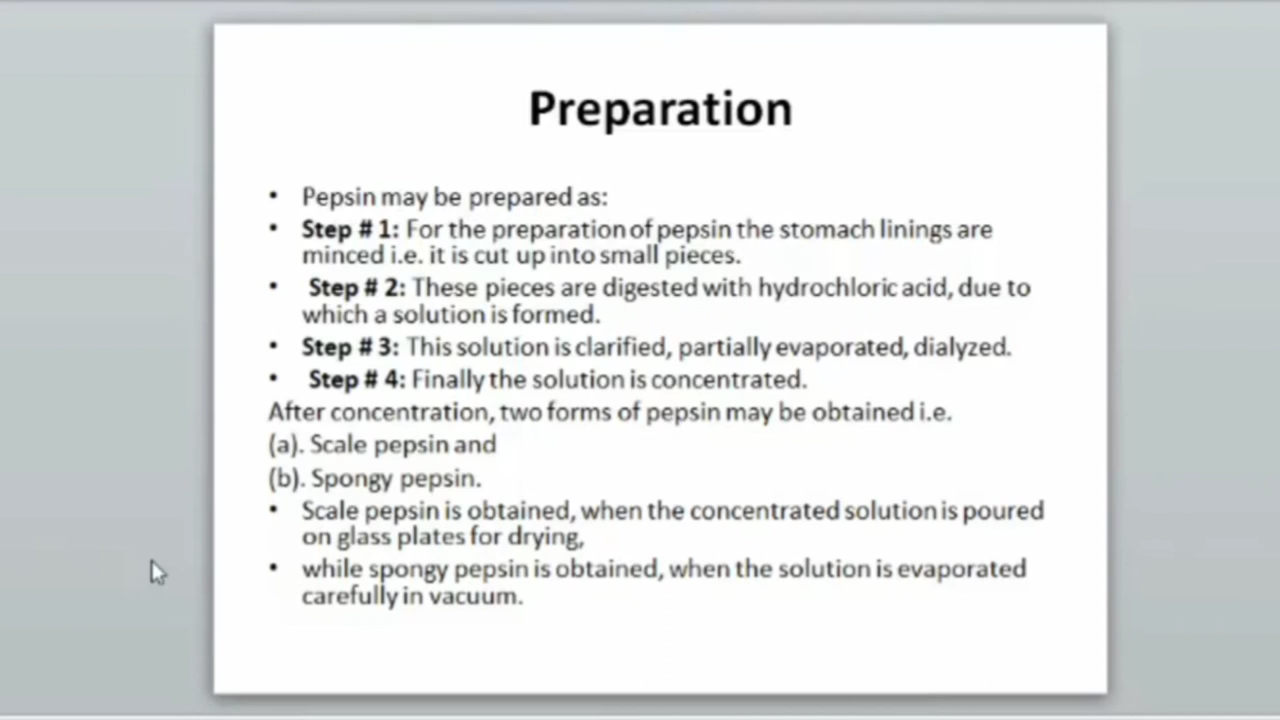 Preparation
• Pepsin may be prepared as:
• Step # 1: For the preparation of pepsin the stomach linings are
minced i.e. it is cut up into small pieces.
• Step # 2: These pieces are digested with hydrochloric acid, due to
which a solution is formed.
• Step # 3: This solution is clarified, partially evaporated, dialyzed.
• Step # 4: Finally the solution is concentrated.
After concentration, two forms of pepsin may be obtained i.e.
(a). Scale pepsin and
(b). Spongy pepsin.
• Scale pepsin is obtained, when the concentrated solution is poured
on glass plates for drying,
• while spongy pepsin is obtained, when the solution is evaporated
carefully in vacuum.